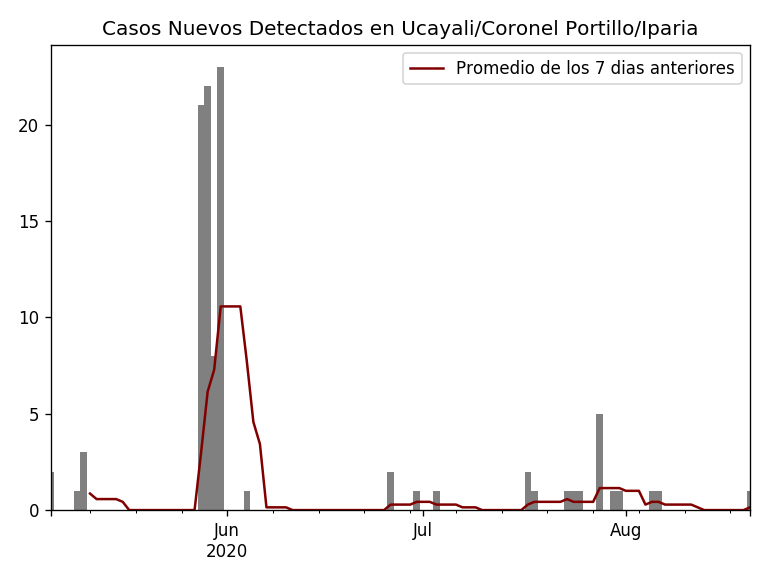 Casos Nuevos Detectados en Ucayali/Coronel Portillo/Iparia
Promedio de los 7 dias anteriores
20
15
10
5
0
Jun
2020
Jul
Aug